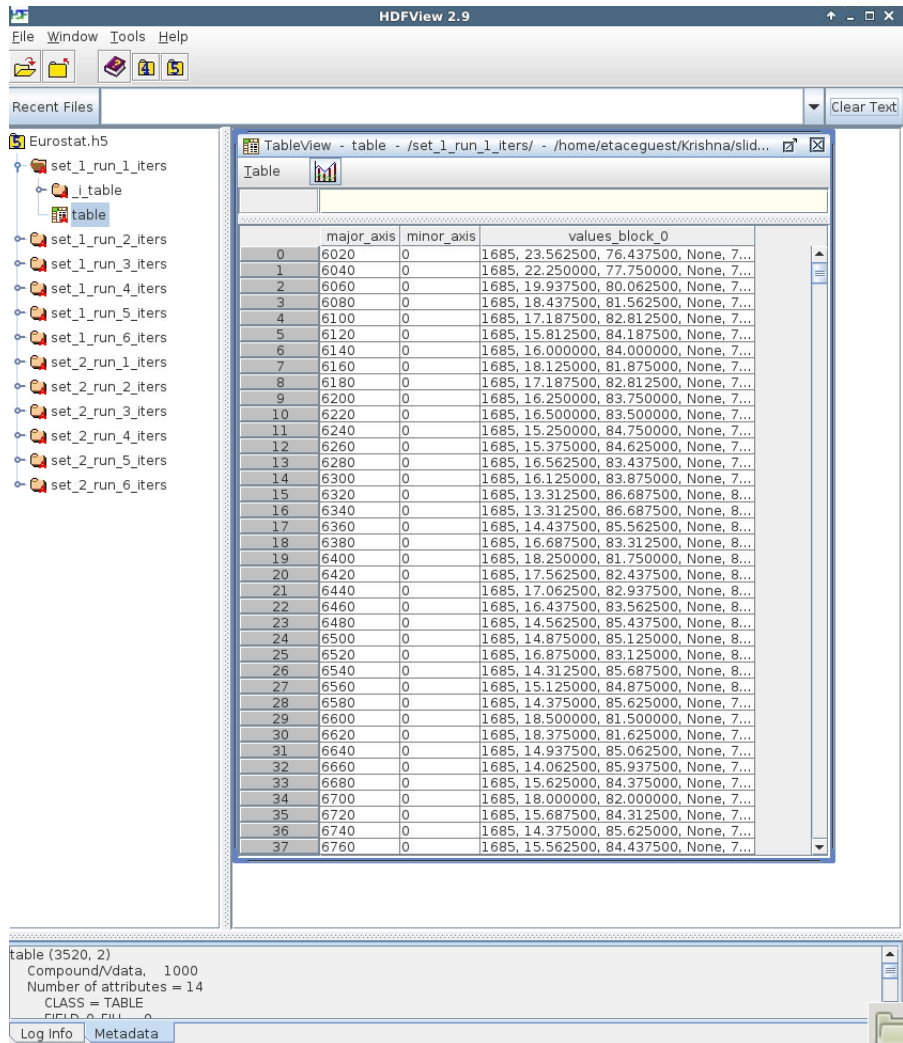 HDFView 2.9
File Window Tools Help
Recent Files
Clear Text
Eurostat.h5
set_1_run_1_iters
_i_table
table
set_1_run_2_iters
set_1_run_3_iters
set_1_run_4_iters
set_1_run_5_iters
set_1_run_6_iters
set_2_run_1_iters
set_2_run_2_iters
set_2_run_3_iters
set_2_run_4_iters
set_2_run_5_iters
set_2_run_6_iters
TableView - table - /set_1_run_1_iters/ - /home/etaceguest/Krishna/slid...
Table
major_axis minor_axis values_block_0
0 6020 0 1685, 23.562500, 76.437500, None, 7...
1 6040 0 1685, 22.250000, 77.750000, None, 7...
2 6060 0 1685, 19.937500, 80.062500, None, 7...
3 6080 0 1685, 18.437500, 81.562500, None, 7...
4 6100 0 1685, 17.187500, 82.812500, None, 7...
5 6120 0 1685, 15.812500, 84.187500, None, 7...
6 6140 0 1685, 16.000000, 84.000000, None, 7...
7 6160 0 1685, 18.125000, 81.875000, None, 7...
8 6180 0 1685, 17.187500, 82.812500, None, 7...
9 6200 0 1685, 16.250000, 83.750000, None, 7...
10 6220 0 1685, 16.500000, 83.500000, None, 7...
11 6240 0 1685, 15.250000, 84.750000, None, 7...
12 6260 0 1685, 15.375000, 84.625000, None, 7...
13 6280 0 1685, 16.562500, 83.437500, None, 7...
14 6300 0 1685, 16.125000, 83.875000, None, 7...
15 6320 0 1685, 13.312500, 86.687500, None, 8...
16 6340 0 1685, 13.312500, 86.687500, None, 8...
17 6360 0 1685, 14.437500, 85.562500, None, 8...
18 6380 0 1685, 16.687500, 83.312500, None, 8...
19 6400 0 1685, 18.250000, 81.750000, None, 8...
20 6420 0 1685, 17.562500, 82.437500, None, 8...
21 6440 0 1685, 17.062500, 82.937500, None, 8...
22 6460 0 1685, 16.437500, 83.562500, None, 8...
23 6480 0 1685, 14.562500, 85.437500, None, 8...
24 6500 0 1685, 14.875000, 85.125000, None, 8...
25 6520 0 1685, 16.875000, 83.125000, None, 8...
26 6540 0 1685, 14.312500, 85.687500, None, 8...
27 6560 0 1685, 15.125000, 84.875000, None, 8...
28 6580 0 1685, 14.375000, 85.625000, None, 7...
29 6600 0 1685, 18.500000, 81.500000, None, 7...
30 6620 0 1685, 18.375000, 81.625000, None, 7...
31 6640 0 1685, 14.937500, 85.062500, None, 7...
32 6660 0 1685, 14.062500, 85.937500, None, 7...
33 6680 0 1685, 15.625000, 84.375000, None, 7...
34 6700 0 1685, 18.000000, 82.000000, None, 7...
35 6720 0 1685, 15.687500, 84.312500, None, 7...
36 6740 0 1685, 14.375000, 85.625000, None, 7...
37 6760 0 1685, 15.562500, 84.437500, None, 7...
table (3520, 2)
Compound/Vdata, 1000
Number of attributes = 14
CLASS = TABLE
Log Info Metadata